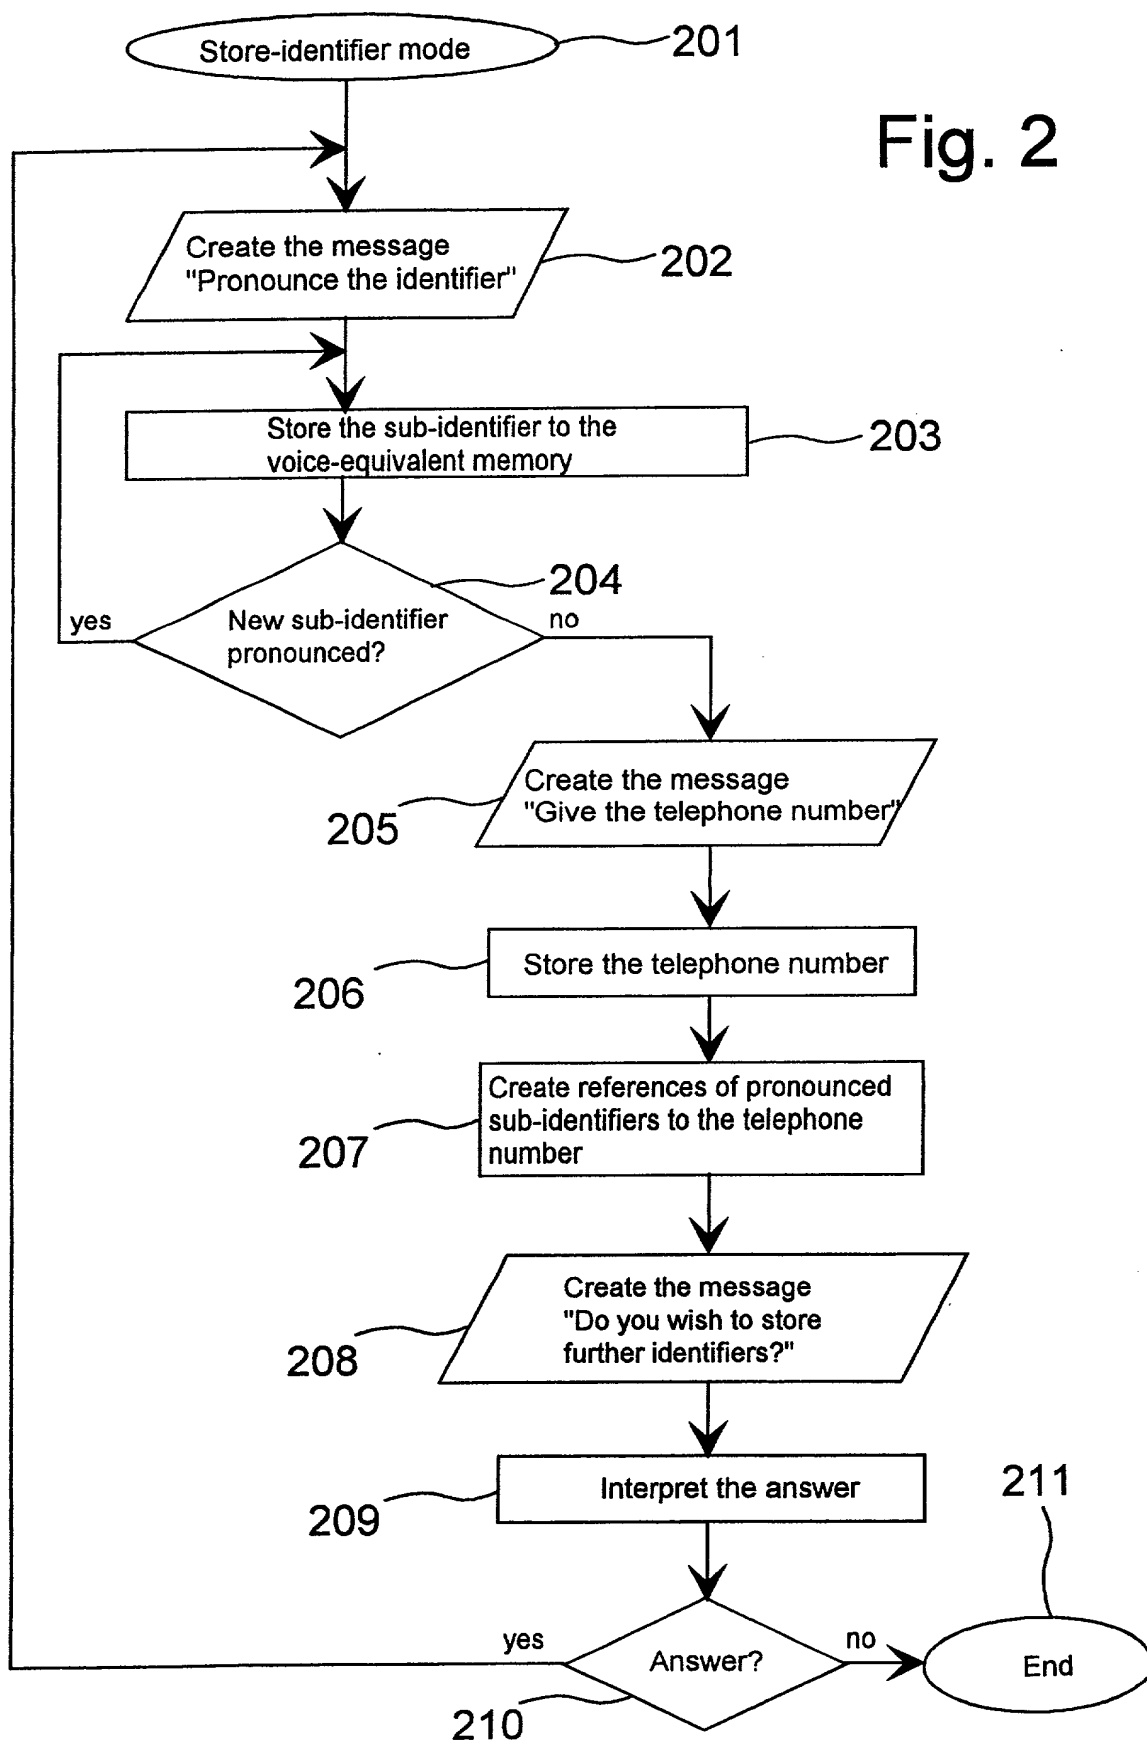 Store-identifier mode
201
Fig. 2
Create the message
"Pronounce the identifier"
202
Store the sub-identifier to the
voice-equivalent memory
203
204
New sub-identifier
pronounced?
yes
no
Create the message
"Give the telephone number"
205
Store the telephone number
206
Create references of pronounced
sub-identifiers to the telephone
number
207
Create the message
"Do you wish to store
further identifiers?"
208
Interpret the answer
209
211
yes
Answer?
no
End
210